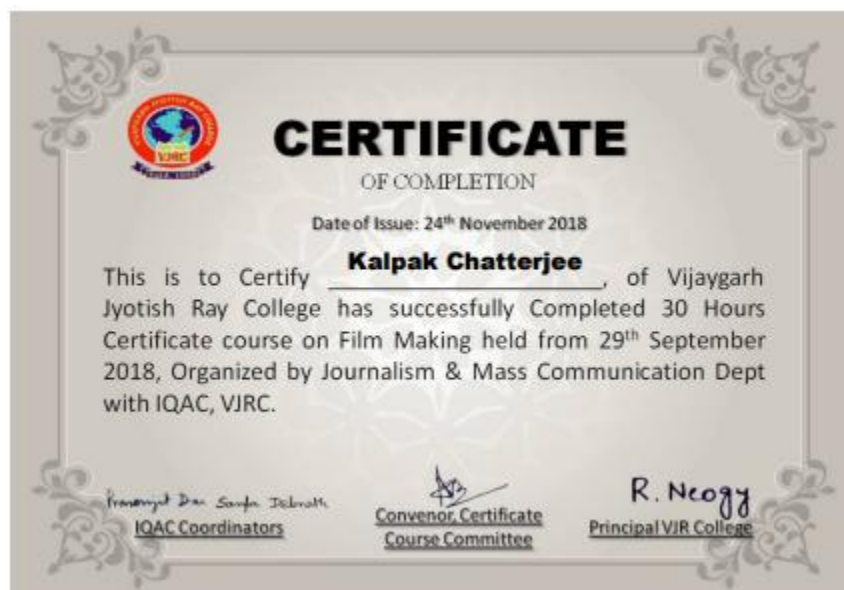 VJRC
CERTIFICATE
OF COMPLETION
Date of Issue: 24th November 2018
Kalpak Chatterjee
This is to Certify ____________________, of Vijaygarh
Jyotish Ray College has successfully Completed 30 Hours
Certificate course on Film Making held from 29th September
2018, Organized by Journalism & Mass Communication Dept
with IQAC, VJRC.
R. Neogy
IQAC Coordinators
Convenor, Certificate
Course Committee
Principal VJR College